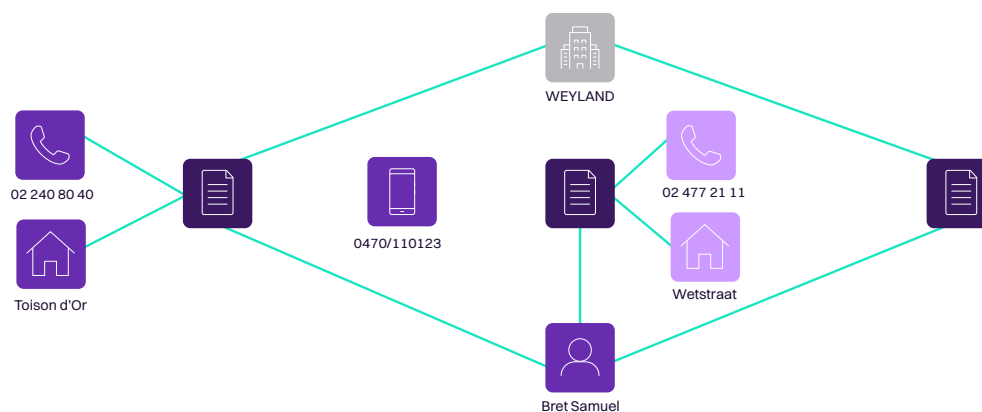 WEYLAND
02 240 80 40
02 477 21 11
0470/110123
Wetstraat
Toison d'Or
Bret Samuel